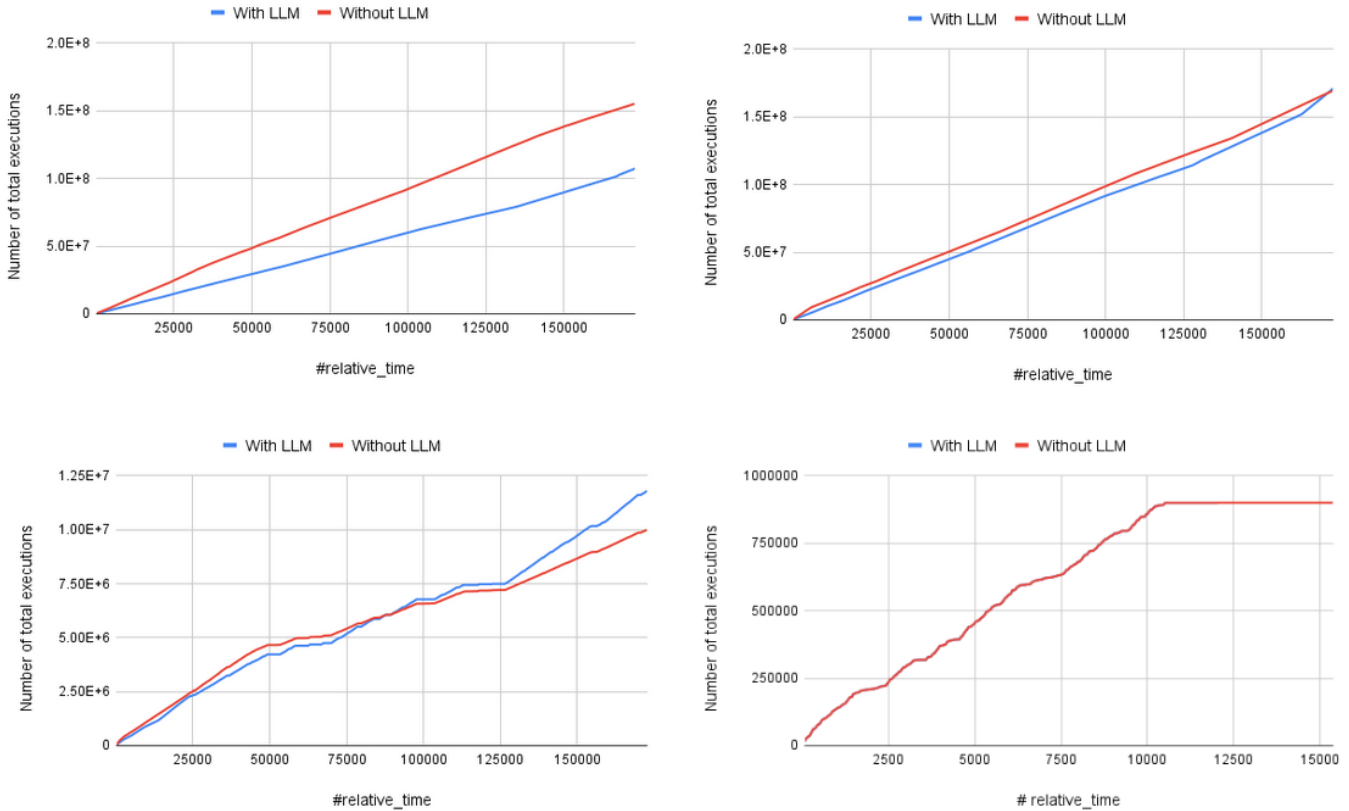 With LLM Without LLM
Number of total executions
2.0E+8
1.5E+8
1.0E+8
5.0E+7
0
25000 50000 75000 100000 125000 150000
#relative_time
With LLM Without LLM
Number of total executions
2.0E+8
1.5E+8
1.0E+8
5.0E+7
0
25000 50000 75000 100000 125000 150000
#relative_time
With LLM Without LLM
Number of total executions
1.25E+7
1.00E+7
7.50E+6
5.00E+6
2.50E+6
0
25000 50000 75000 100000 125000 150000
#relative_time
With LLM Without LLM
Number of total executions
1000000
750000
500000
250000
0
2500 5000 7500 10000 12500 15000
# relative_time